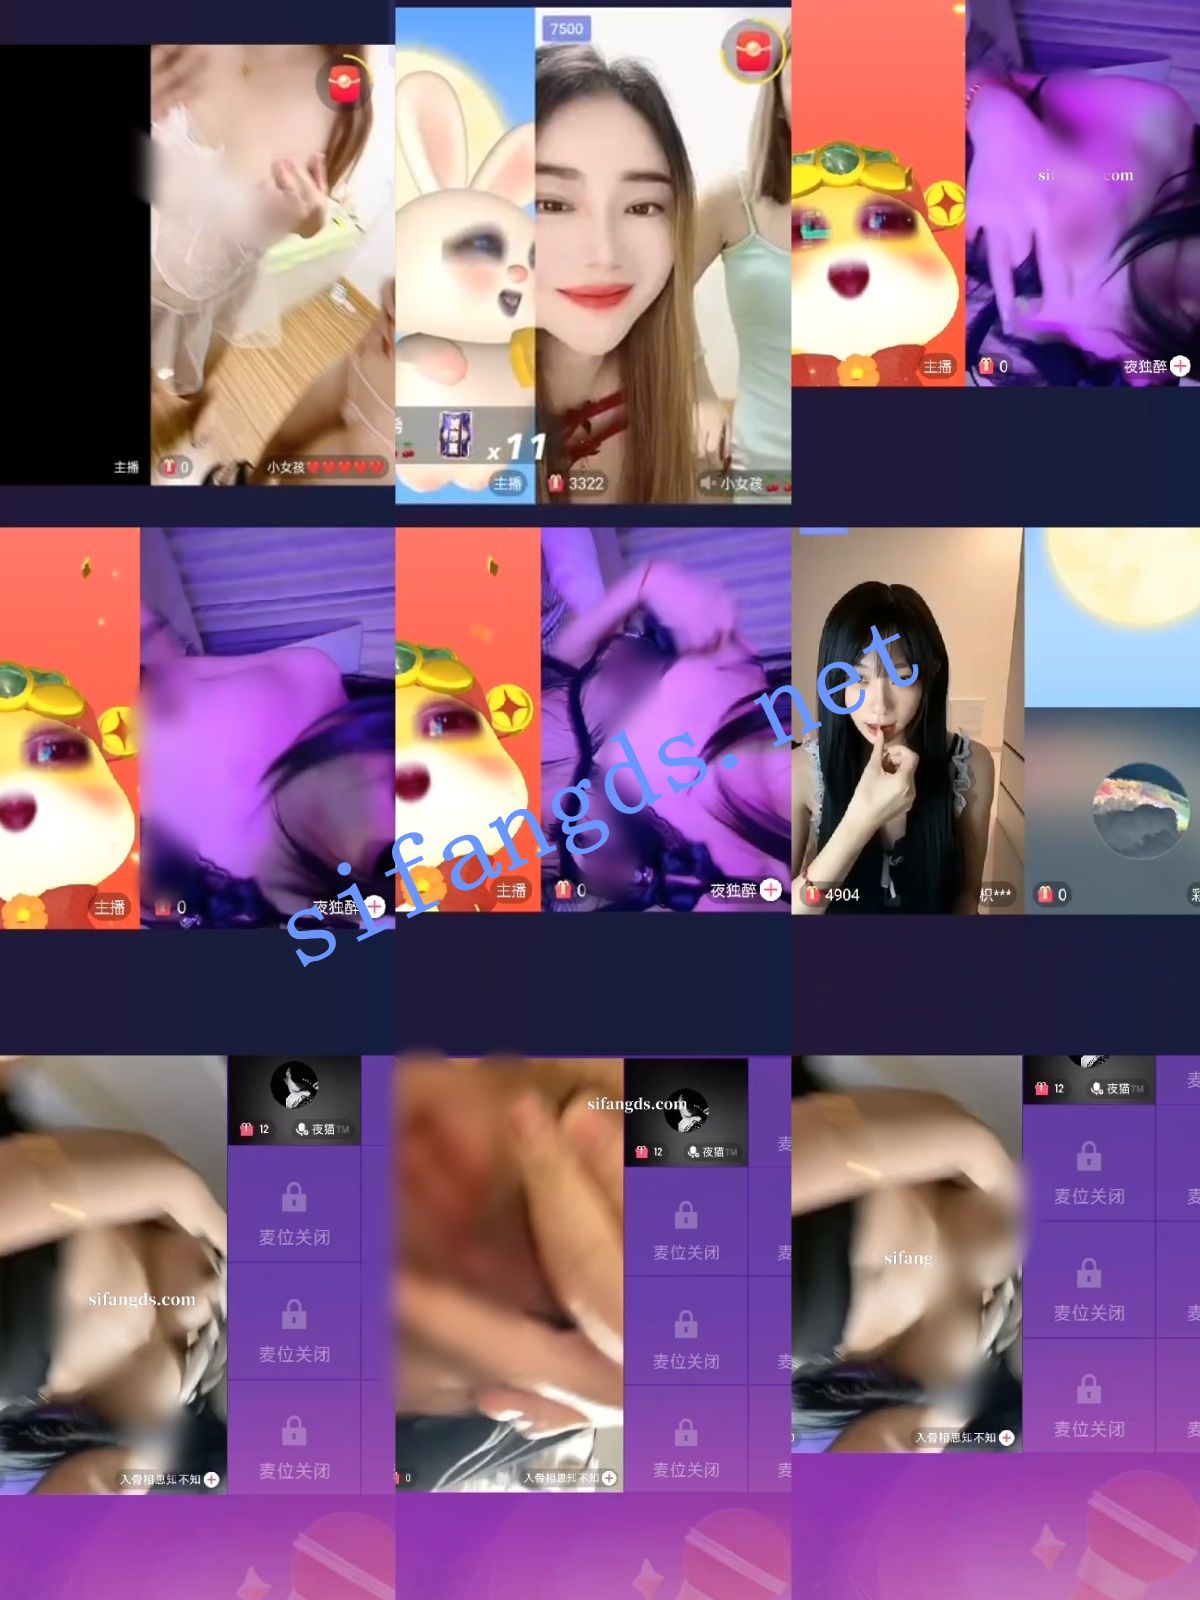 主播
0
小女孩❤❤❤❤❤
7500
x11
主播
3322
小女孩🍒
com
主播
0
夜独醉
主播
0
夜独醉
主播
0
夜独醉
4904
枳***
0
sifangds.net
12
夜猫TM
麦位关闭
麦位关闭
麦位关闭
sifangds.com
入骨相思知不知
sifangds.com
12
夜猫TM
麦位关闭
麦位关闭
麦位关闭
0
入骨相思知不知
12
夜猫TM
麦位关闭
麦位关闭
麦位关闭
sifang
入骨相思知不知